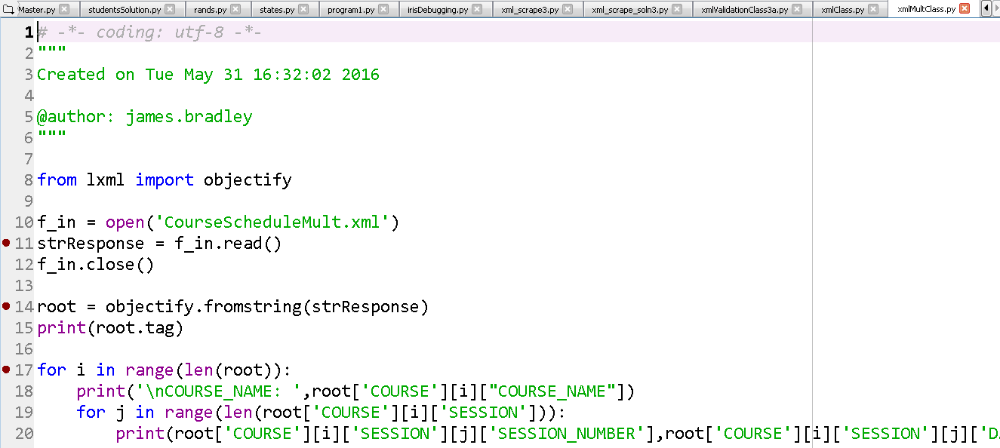 Master.py studentsSolution.py rands.py states.py program1.py irisDebugging.py xml_scrape3.py xml_scrape_soln3.py xmlValidationClass3a.py xmlClass.py xmlMultClass.py
1 # -*- coding: utf-8 -*-
2 """
3 Created on Tue May 31 16:32:02 2016
4
5 @author: james.bradley
6 """
7
8 from lxml import objectify
9
10 f_in = open('CourseScheduleMult.xml')
11 strResponse = f_in.read()
12 f_in.close()
13
14 root = objectify.fromstring(strResponse)
15 print(root.tag)
16
17 for i in range(len(root)):
18     print('\nCOURSE_NAME: ',root['COURSE'][i]["COURSE_NAME"])
19     for j in range(len(root['COURSE'][i]['SESSION'])):
20         print(root['COURSE'][i]['SESSION'][j]['SESSION_NUMBER'],root['COURSE'][i]['SESSION'][j]['D